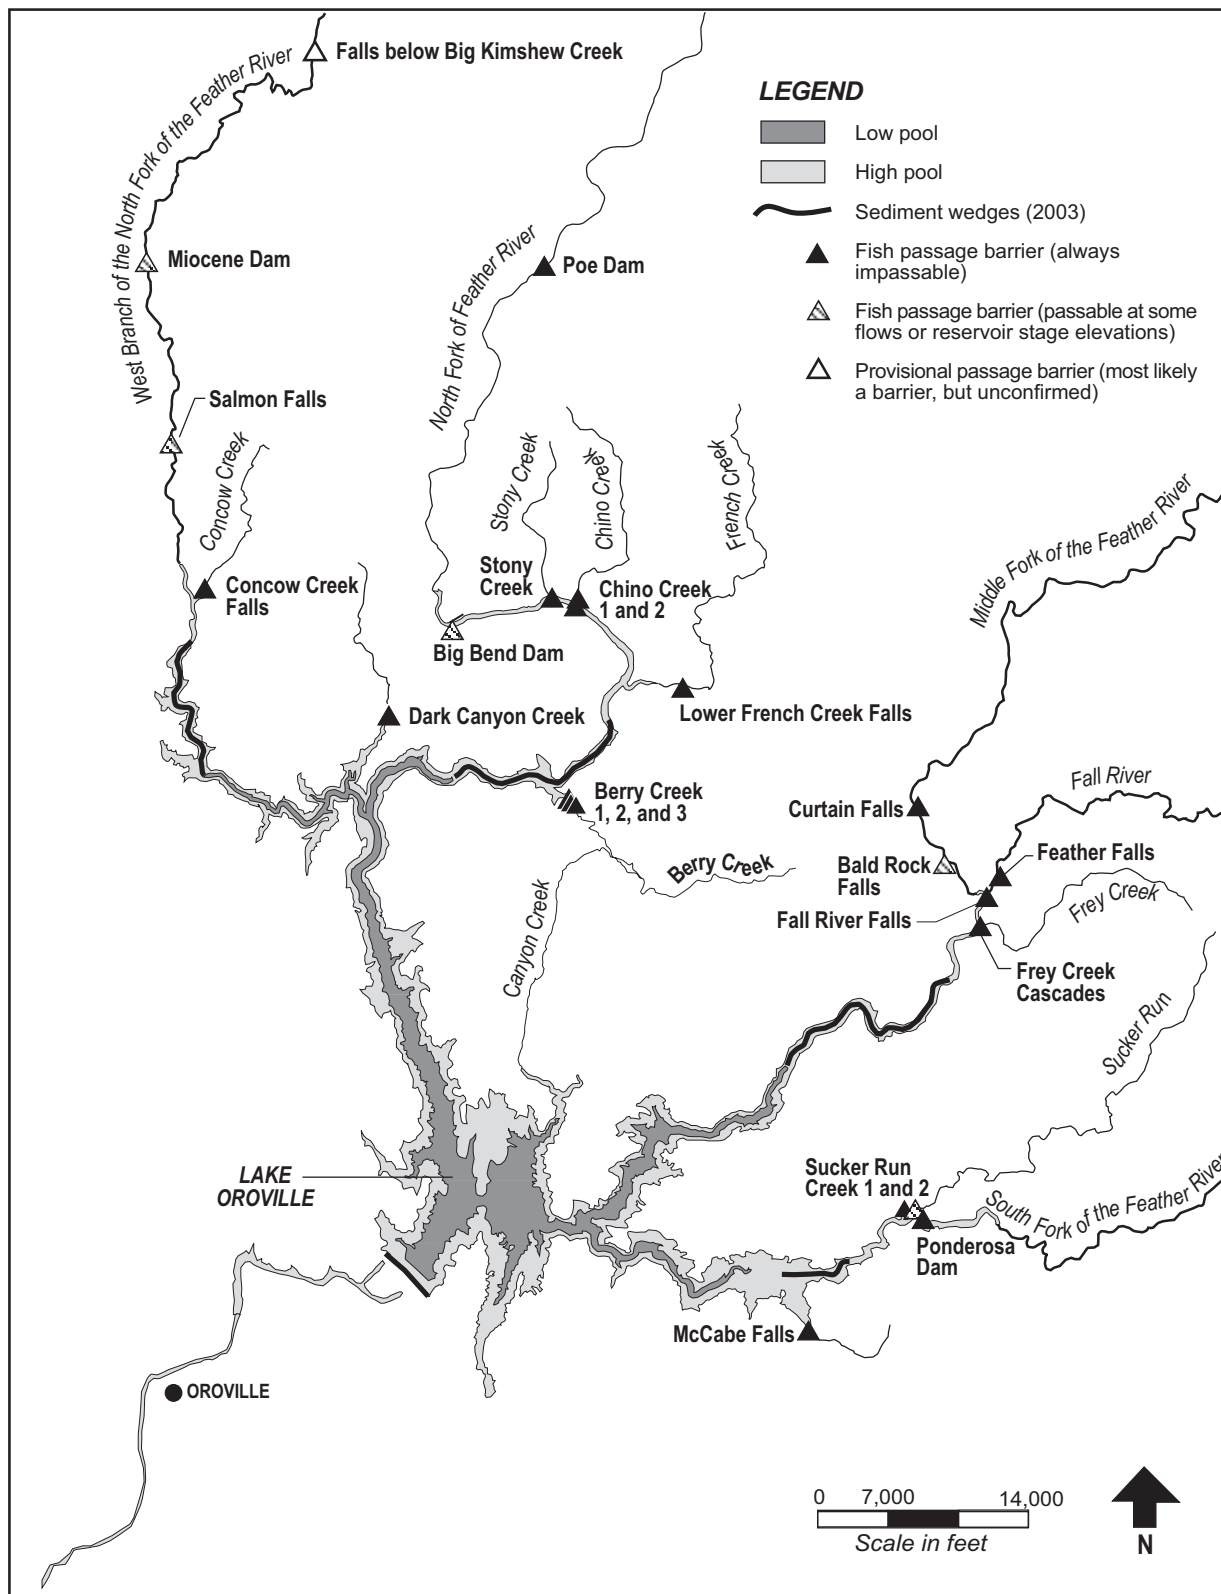 Falls below Big Kimshew Creek
West Branch of the North Fork of the Feather River
Miocene Dam
Salmon Falls
Concow Creek
Concow Creek
Falls
North Fork of Feather River
Poe Dam
Stony Creek
Chino Creek
French Creek
Stony
Creek
Chino Creek
1 and 2
Big Bend Dam
Lower French Creek Falls
Dark Canyon Creek
Berry Creek
1, 2, and 3
Berry Creek
Canyon Creek
LEGEND
Low pool
High pool
Sediment wedges (2003)
Fish passage barrier (always
impassable)
Fish passage barrier (passable at some
flows or reservoir stage elevations)
Provisional passage barrier (most likely
a barrier, but unconfirmed)
Middle Fork of the Feather River
Fall River
Curtain Falls
Bald Rock
Falls
Feather Falls
Fall River Falls
Frey Creek
Frey Creek
Cascades
Sucker Run
Sucker Run
Creek 1 and 2
South Fork of the Feather River
Ponderosa
Dam
McCabe Falls
LAKE
OROVILLE
OROVILLE
0 7,000 14,000
Scale in feet
N